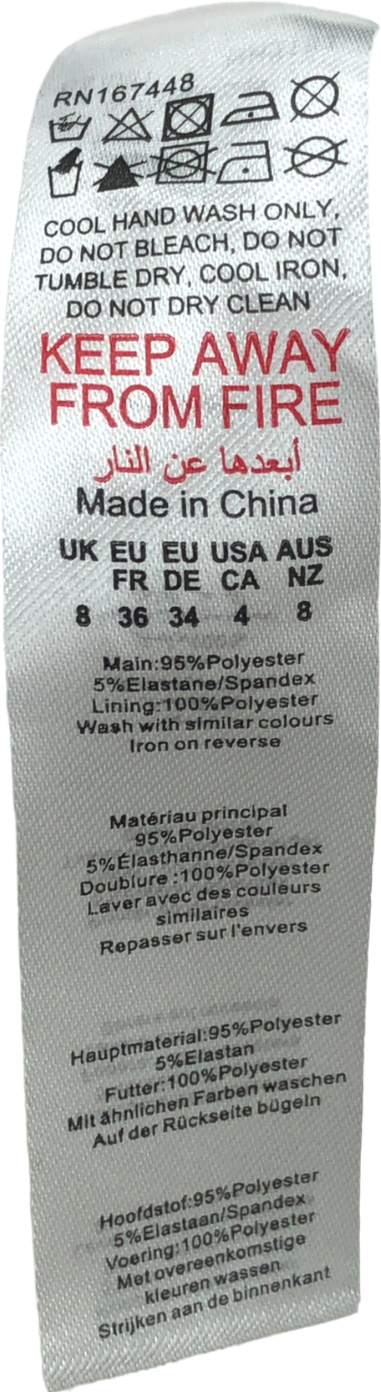 RN167448
COOL HAND WASH ONLY,
DO NOT BLEACH, DO NOT
TUMBLE DRY, COOL IRON,
DO NOT DRY CLEAN
KEEP AWAY
FROM FIRE
أبعدها عن النار
Made in China
UK EU EU USA AUS
FR DE CA NZ
8 36 34 4 8
Main:95%Polyester
5%Elastane/Spandex
Lining:100%Polyester
Wash with similar colours
Iron on reverse
Matériau principal
95%Polyester
5%Élasthanne/Spandex
Doublure :100%Polyester
Laver avec des couleurs
similaires
Repasser sur l'envers
Hauptmaterial:95%Polyester
5%Elastan
Futter:100%Polyester
Mit ähnlichen Farben waschen
Auf der Rückseite bügeln
Hoofdstof:95%Polyester
5%Elastaan/Spandex
Voering:100%Polyester
Met overeenkomstige
kleuren wassen
Strijken aan de binnenkant